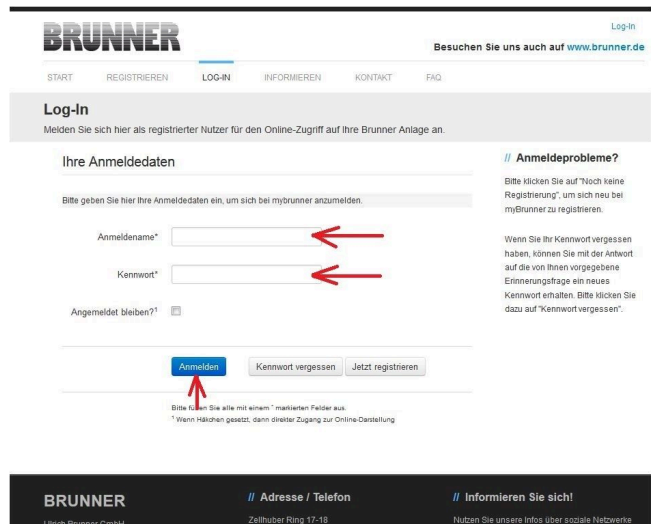 BRUNNER
Log-In
Besuchen Sie uns auch auf www.brunner.de
START REGISTRIEREN LOG-IN INFORMIEREN KONTAKT FAQ
Log-In
Melden Sie sich hier als registrierter Nutzer für den Online-Zugriff auf Ihre Brunner Anlage an.
Ihre Anmeldedaten
Bitte geben Sie hier Ihre Anmeldedaten ein, um sich bei mybrunner anzumelden.
Anmeldename*
Kennwort*
Angemeldet bleiben?¹
Anmelden Kennwort vergessen Jetzt registrieren
Bitte füllen Sie alle mit einem * markierten Felder aus.
¹ Wenn Häkchen gesetzt, dann direkter Zugang zur Online-Darstellung
// Anmeldeprobleme?
Bitte klicken Sie auf "Noch keine
Registrierung", um sich neu bei
myBrunner zu registrieren.
Wenn Sie Ihr Kennwort vergessen
haben, können Sie mit der Antwort
auf die von Ihnen vorgegebene
Erinnerungsfrage ein neues
Kennwort erhalten. Bitte klicken Sie
dazu auf "Kennwort vergessen".
BRUNNER
Ulrich Brunner GmbH
// Adresse / Telefon
Zellhuber Ring 17-18
// Informieren Sie sich!
Nutzen Sie unsere Infos über soziale Netzwerke